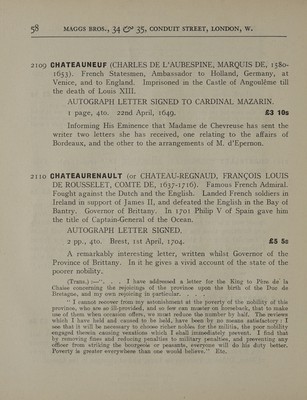 58 MAGGS BROS., 34 & 35, CONDUIT STREET, LONDON, W.
2109 CHATEAUNEUF (CHARLES DE L'AUBESPINE, MARQUIS DE, 1580-
1653). French Statesmen, Ambassador to Holland, Germany, at
Venice, and to England. Imprisoned in the Castle of Angoulême till
the death of Louis XIII.
AUTOGRAPH LETTER SIGNED TO CARDINAL MAZARIN.
1 page, 4to. 22nd April, 1649. £3 10s
Informing His Eminence that Madame de Chevreuse has sent the
writer two letters she has received, one relating to the affairs of
Bordeaux, and the other to the arrangements of M. d'Epernon.
2110 CHATEAURENAULT (or CHATEAU-REGNAUD, FRANÇOIS LOUIS
DE ROUSSELET, COMTE DE, 1637-1716). Famous French Admiral.
Fought against the Dutch and the English. Landed French soldiers in
Ireland in support of James II, and defeated the English in the Bay of
Bantry. Governor of Brittany. In 1701 Philip V of Spain gave him
the title of Captain-General of the Ocean.
AUTOGRAPH LETTER SIGNED.
2 pp., 4to. Brest, 1st April, 1704. £5 5s
A remarkably interesting letter, written whilst Governor of the
Province of Brittany. In it he gives a vivid account of the state of the
poorer nobility.
(Trans.):—". . . I have addressed a letter for the King to Père de la
Chaise concerning the rejoicings of the province upon the birth of the Duc de
Bretagne, and my own rejoicing in particular. . . .
"I cannot recover from my astonishment at the poverty of the nobility of this
province, who are so ill-provided, and so few can muster on horseback, that to make
use of them when occasion offers, we must reduce the number by half. The reviews
which I have held and caused to be held, have been by no means satisfactory: I
see that it will be necessary to choose richer nobles for the militia, the poor nobility
engaged therein causing vexations which I shall immediately prevent. I find that
by removing fines and reducing penalties to military penalties, and preventing any
officer from striking the bourgeois or peasants, everyone will do his duty better.
Poverty is greater everywhere than one would believe." Etc.